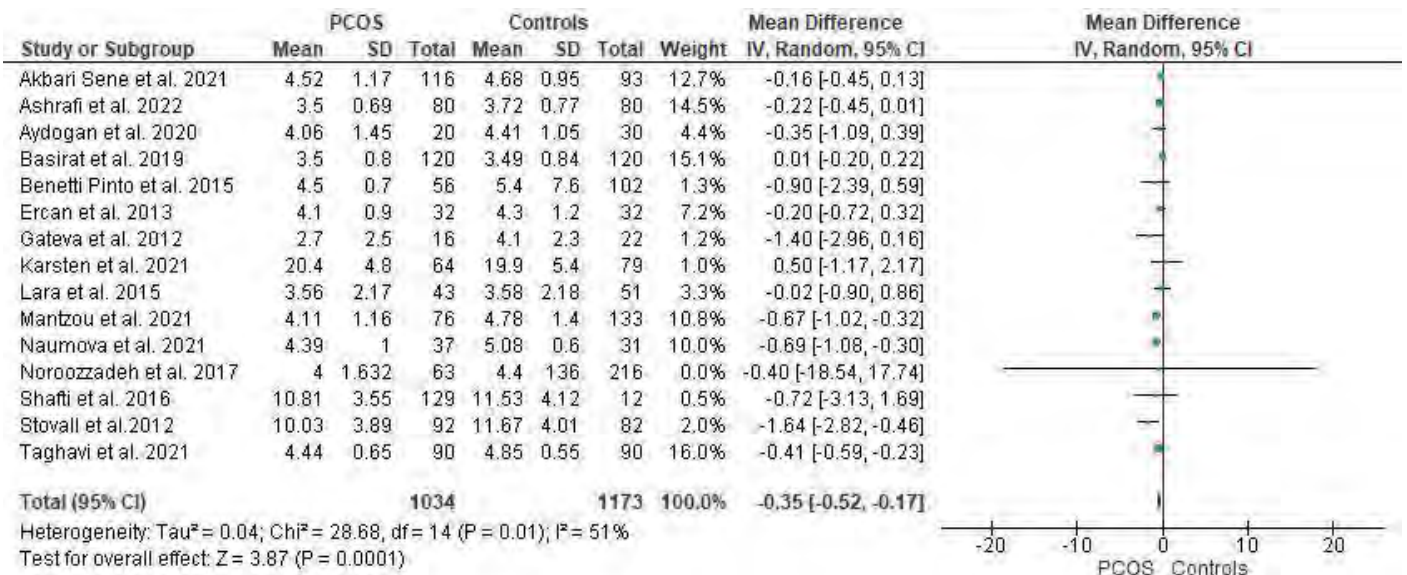 PCOS Controls Mean Difference Mean Difference
Study or Subgroup Mean SD Total Mean SD Total Weight IV, Random, 95% CI IV, Random, 95% CI
Akbari Sene et al. 2021 4.52 1.17 116 4.68 0.95 93 12.7% -0.16 [-0.45, 0.13]
Ashrafi et al. 2022 3.5 0.69 80 3.72 0.77 80 14.5% -0.22 [-0.45, 0.01]
Aydogan et al. 2020 4.06 1.45 20 4.41 1.05 30 4.4% -0.35 [-1.09, 0.39]
Basirat et al. 2019 3.5 0.8 120 3.49 0.84 120 15.1% 0.01 [-0.20, 0.22]
Benetti Pinto et al. 2015 4.5 0.7 56 5.4 7.6 102 1.3% -0.90 [-2.39, 0.59]
Ercan et al. 2013 4.1 0.9 32 4.3 1.2 32 7.2% -0.20 [-0.72, 0.32]
Gateva et al. 2012 2.7 2.5 16 4.1 2.3 22 1.2% -1.40 [-2.96, 0.16]
Karsten et al. 2021 20.4 4.8 64 19.9 5.4 79 1.0% 0.50 [-1.17, 2.17]
Lara et al. 2015 3.56 2.17 43 3.58 2.18 51 3.3% -0.02 [-0.90, 0.86]
Mantzou et al. 2021 4.11 1.16 76 4.78 1.4 133 10.8% -0.67 [-1.02, -0.32]
Naumova et al. 2021 4.39 1 37 5.08 0.6 31 10.0% -0.69 [-1.08, -0.30]
Noroozzadeh et al. 2017 4 1.632 63 4.4 136 216 0.0% -0.40 [-18.54, 17.74]
Shafti et al. 2016 10.81 3.55 129 11.53 4.12 12 0.5% -0.72 [-3.13, 1.69]
Stovall et al.2012 10.03 3.89 92 11.67 4.01 82 2.0% -1.64 [-2.82, -0.46]
Taghavi et al. 2021 4.44 0.65 90 4.85 0.55 90 16.0% -0.41 [-0.59, -0.23]
Total (95% CI) 1034 1173 100.0% -0.35 [-0.52, -0.17]
Heterogeneity: Tau² = 0.04; Chi² = 28.68, df = 14 (P = 0.01); I² = 51%
Test for overall effect: Z = 3.87 (P = 0.0001)
-20 -10 0 10 20
PCOS Controls